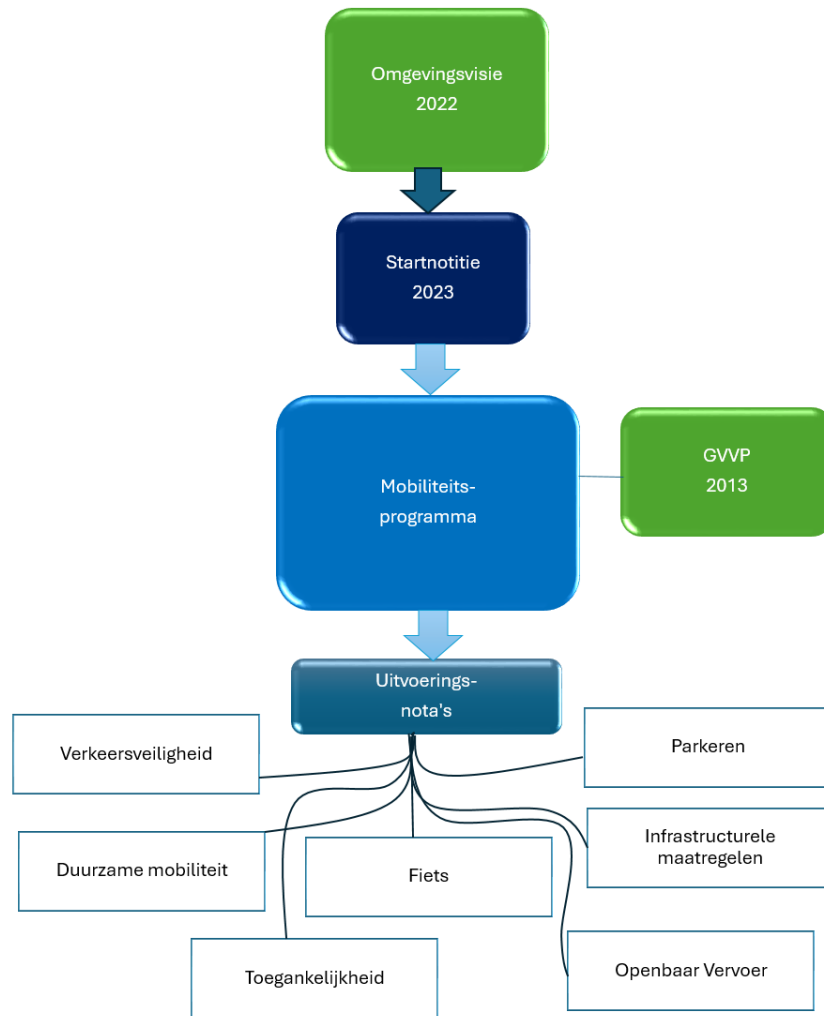 Omgevingsvisie
2022
Startnotitie
2023
Mobiliteits-
programma
GVVP
2013
Uitvoerings-
nota's
Verkeersveiligheid
Parkeren
Duurzame mobiliteit
Fiets
Infrastructurele
maatregelen
Toegankelijkheid
Openbaar Vervoer